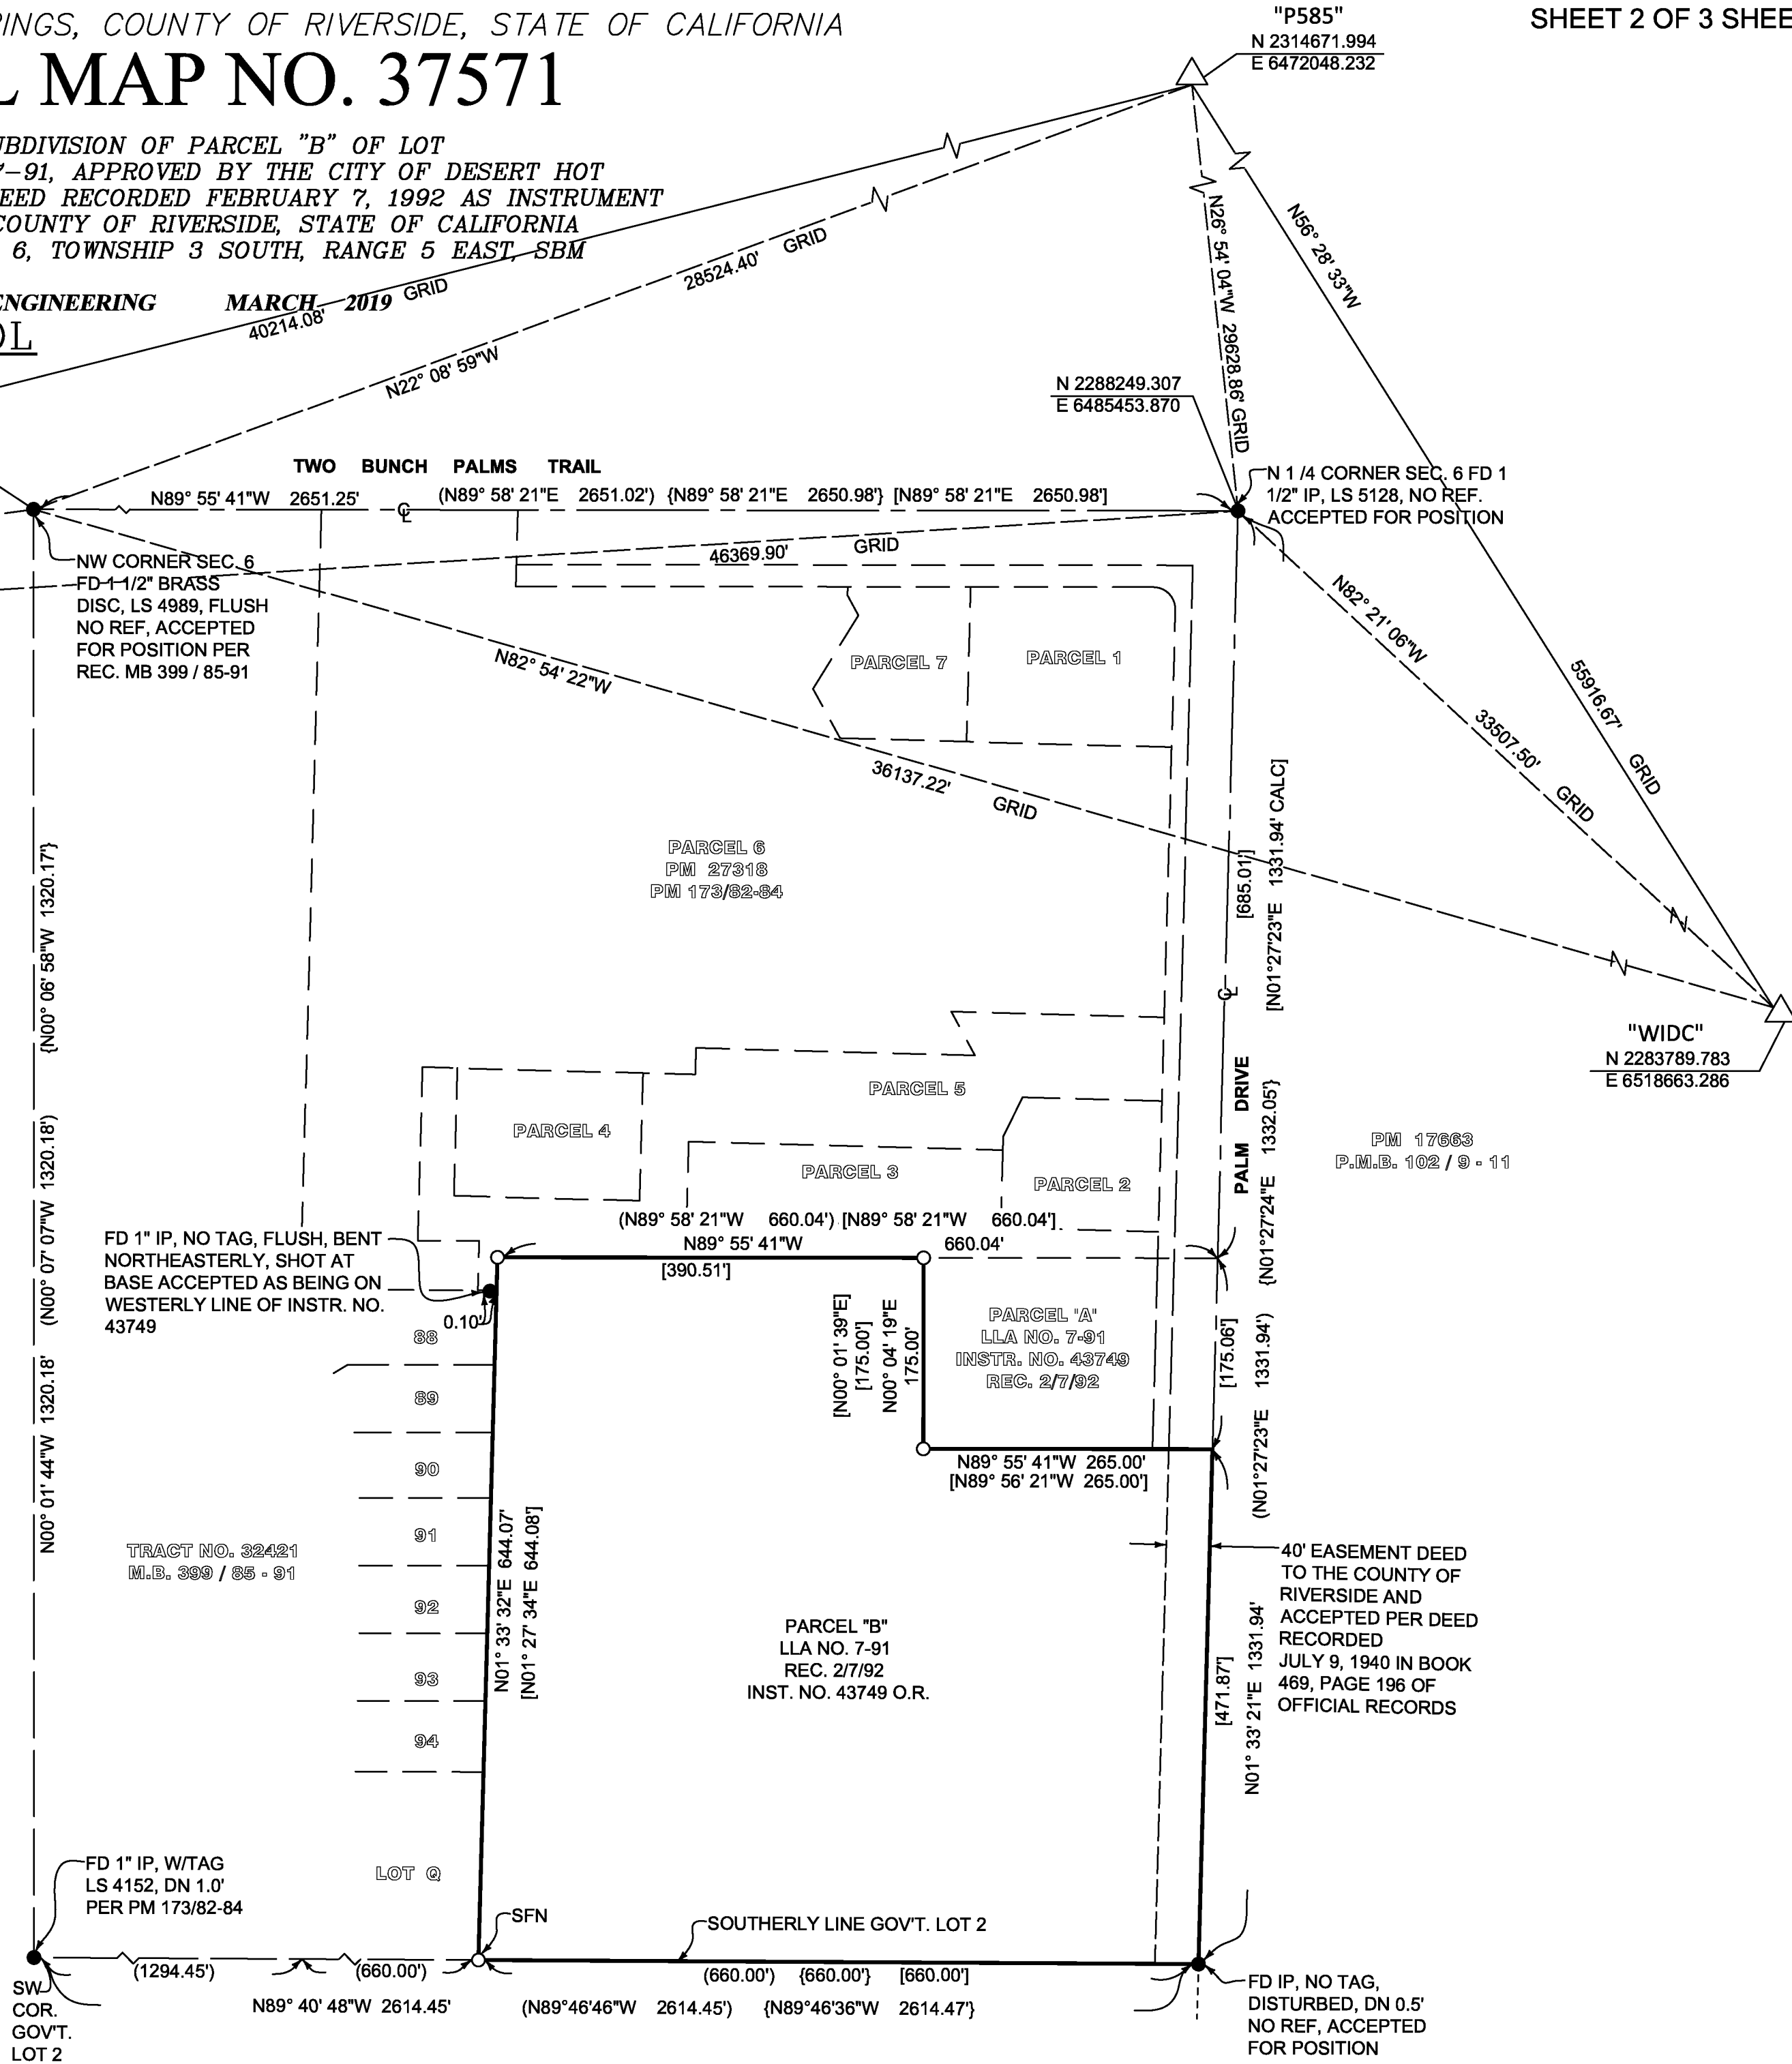 INGS, COUNTY OF RIVERSIDE, STATE OF CALIFORNIA
SHEET 2 OF 3 SHEE
L MAP NO. 37571
UBDIVISION OF PARCEL "B" OF LOT
7-91, APPROVED BY THE CITY OF DESERT HOT
EED RECORDED FEBRUARY 7, 1992 AS INSTRUMENT
COUNTY OF RIVERSIDE, STATE OF CALIFORNIA
6, TOWNSHIP 3 SOUTH, RANGE 5 EAST, SBM
ENGINEERING MARCH 2019
OL
"P585"
N 2314671.994
E 6472048.232
40214.08' GRID
N22° 08' 59"W 28524.40' GRID
N26° 54' 04"W 29628.86' GRID
N56° 28' 33"W 55916.67' GRID
N 2288249.307
E 6485453.870
N 1 /4 CORNER SEC. 6 FD 1
1/2" IP, LS 5128, NO REF.
ACCEPTED FOR POSITION
TWO BUNCH PALMS TRAIL
N89° 55' 41"W 2651.25' (N89° 58' 21"E 2651.02') {N89° 58' 21"E 2650.98'} [N89° 58' 21"E 2650.98']
46369.90' GRID
NW CORNER SEC. 6
FD 1-1/2" BRASS
DISC, LS 4989, FLUSH
NO REF, ACCEPTED
FOR POSITION PER
REC. MB 399 / 85-91
N82° 54' 22"W 36137.22' GRID
N82° 21' 06"W 33507.50' GRID
PARCEL 7
PARCEL 1
PARCEL 6
PM 27318
PM 173/82-84
[685.01']
[N01°27'23"E 1331.94' CALC]
"WIDC"
N 2283789.783
E 6518663.286
{N00° 06' 58"W 1320.17'}
(N00° 07' 07"W 1320.18')
N00° 01' 44"W 1320.18'
PALM DRIVE
{N01°27'24"E 1332.05'}
PM 17663
P.M.B. 102 / 9 - 11
PARCEL 5
PARCEL 4
PARCEL 3
PARCEL 2
(N89° 58' 21"W 660.04') [N89° 58' 21"W 660.04']
N89° 55' 41"W 660.04'
[390.51']
FD 1" IP, NO TAG, FLUSH, BENT
NORTHEASTERLY, SHOT AT
BASE ACCEPTED AS BEING ON
WESTERLY LINE OF INSTR. NO.
43749
0.10'
[N00° 01' 39"E]
[175.00']
N00° 04' 19"E
175.00'
PARCEL 'A'
LLA NO. 7-91
INSTR. NO. 43749
REC. 2/7/92
[175.06']
(N01°27'23"E 1331.94')
88
89
90
91
92
93
94
LOT Q
N89° 55' 41"W 265.00'
[N89° 56' 21"W 265.00']
TRACT NO. 32421
M.B. 399 / 85 - 91
N01° 33' 32"E 644.07'
[N01° 27' 34"E 644.08']
PARCEL "B"
LLA NO. 7-91
REC. 2/7/92
INST. NO. 43749 O.R.
40' EASEMENT DEED
TO THE COUNTY OF
RIVERSIDE AND
ACCEPTED PER DEED
RECORDED
JULY 9, 1940 IN BOOK
469, PAGE 196 OF
OFFICIAL RECORDS
[471.87']
N01° 33' 21"E 1331.94'
FD 1" IP, W/TAG
LS 4152, DN 1.0'
PER PM 173/82-84
SFN
SOUTHERLY LINE GOV'T. LOT 2
(1294.45') (660.00') (660.00') {660.00'} [660.00']
SW
COR.
GOV'T.
LOT 2
N89° 40' 48"W 2614.45' (N89°46'46"W 2614.45') {N89°46'36"W 2614.47'}
FD IP, NO TAG,
DISTURBED, DN 0.5'
NO REF, ACCEPTED
FOR POSITION